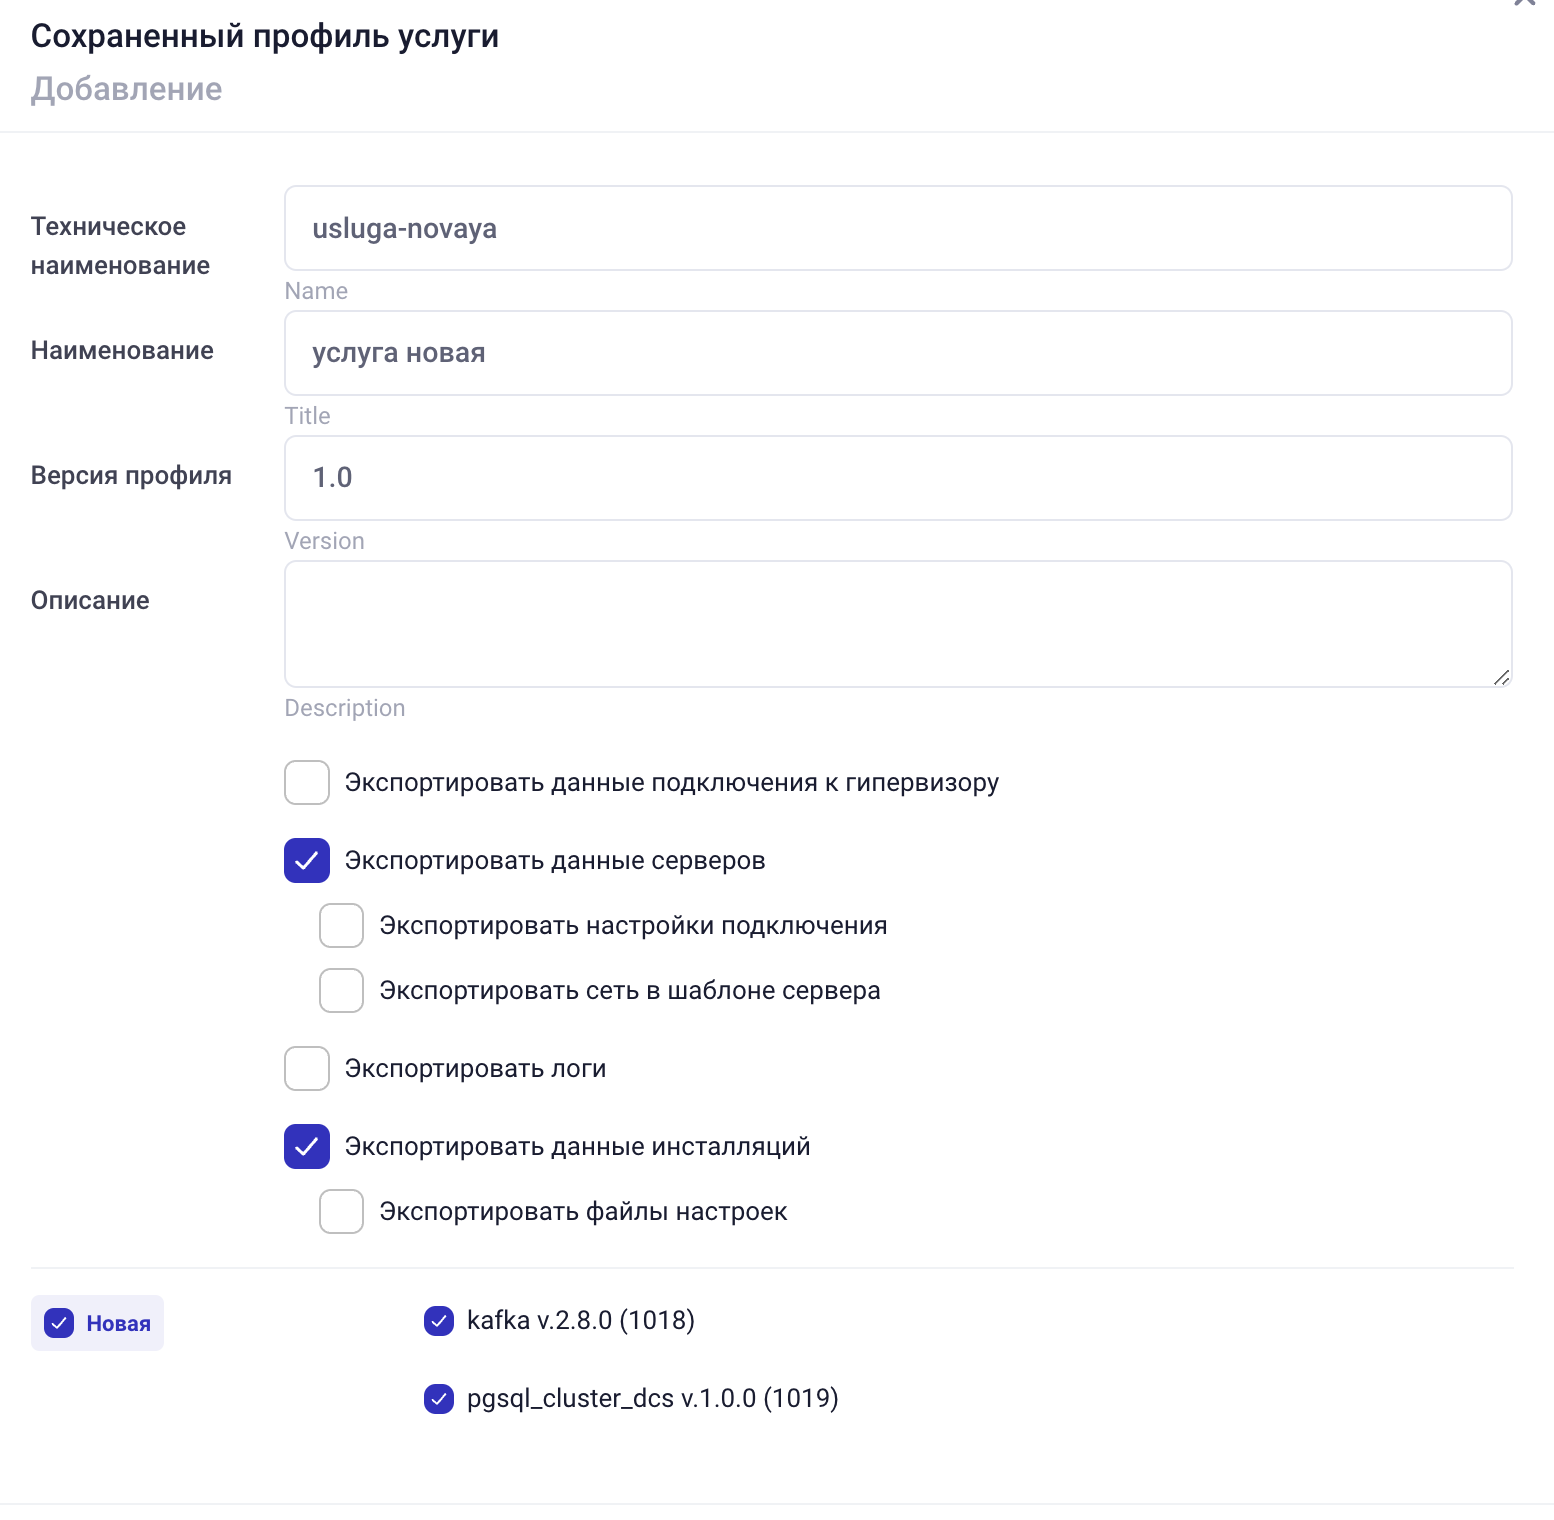 Сохраненный профиль услуги
Добавление
Техническое
наименование
usluga-novaya
Name
Наименование
услуга новая
Title
Версия профиля
1.0
Version
Описание
Description
Экспортировать данные подключения к гипервизору
Экспортировать данные серверов
Экспортировать настройки подключения
Экспортировать сеть в шаблоне сервера
Экспортировать логи
Экспортировать данные инсталляций
Экспортировать файлы настроек
Новая
kafka v.2.8.0 (1018)
pgsql_cluster_dcs v.1.0.0 (1019)